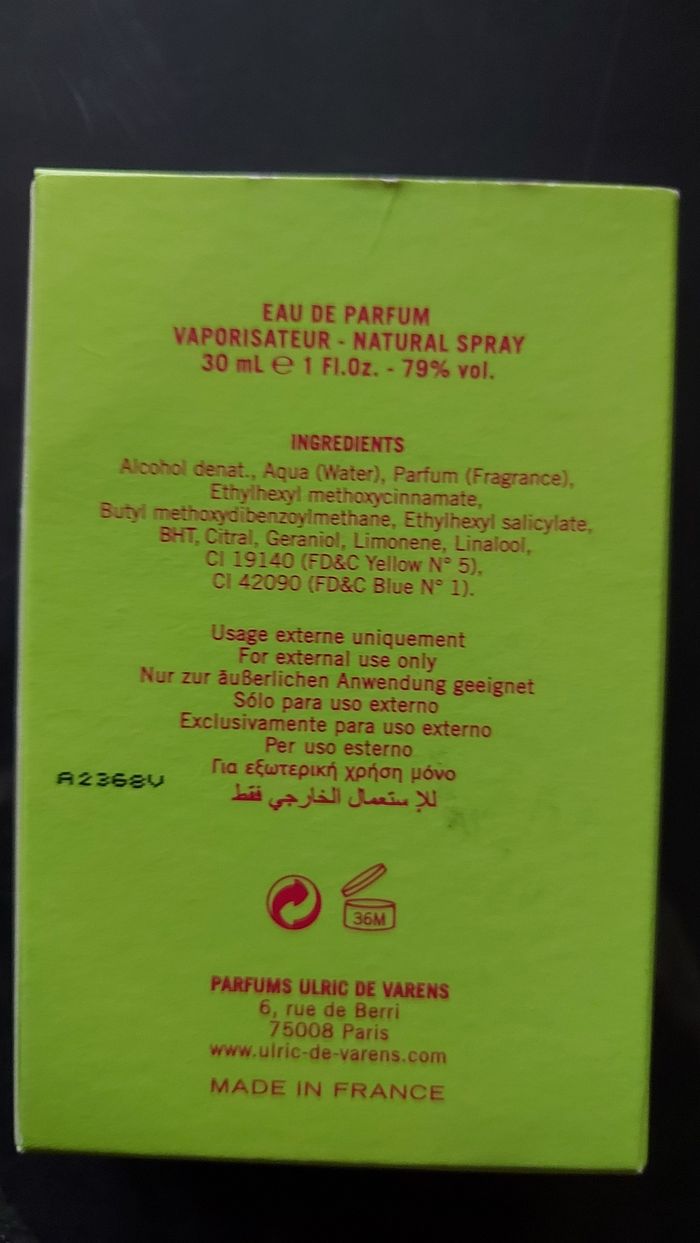 EAU DE PARFUM
VAPORISATEUR - NATURAL SPRAY
30 mL ℮ 1 Fl.Oz. - 79% vol.
INGREDIENTS
Alcohol denat., Aqua (Water), Parfum (Fragrance),
Ethylhexyl methoxycinnamate,
Butyl methoxydibenzoylmethane, Ethylhexyl salicylate,
BHT, Citral, Geraniol, Limonene, Linalool,
CI 19140 (FD&C Yellow N° 5),
CI 42090 (FD&C Blue N° 1).
Usage externe uniquement
For external use only
Nur zur äußerlichen Anwendung geeignet
Sólo para uso externo
Exclusivamente para uso externo
Per uso esterno
Για εξωτερική χρήση μόνο
A2368V
للإ ستعمال الخارجي فقط
36M
PARFUMS ULRIC DE VARENS
6, rue de Berri
75008 Paris
www.ulric-de-varens.com
MADE IN FRANCE